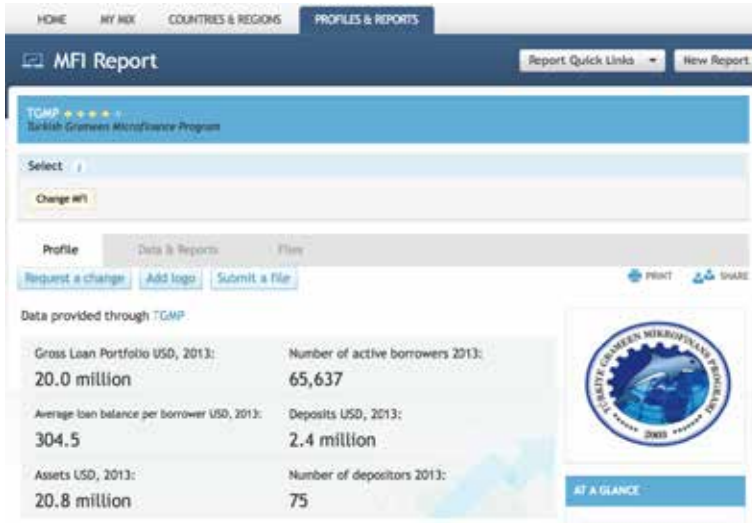 HOME MY MIX COUNTRIES & REGIONS PROFILES & REPORTS
MFI Report
Report Quick Links New Report
TGMP
Turkish Grameen Microfinance Program
Select i
Change MFI
Profile Data & Reports Files
Request a change Add logo Submit a file
PRINT SHARE
Data provided through TGMP
Gross Loan Portfolio USD, 2013: Number of active borrowers 2013:
20.0 million 65,637
Average loan balance per borrower USD, 2013: Deposits USD, 2013:
304.5 2.4 million
Assets USD, 2013: Number of depositors 2013:
20.8 million 75
TÜRKİYE GRAMEEN MİKROFİNANS PROGRAMI
2003
AT A GLANCE